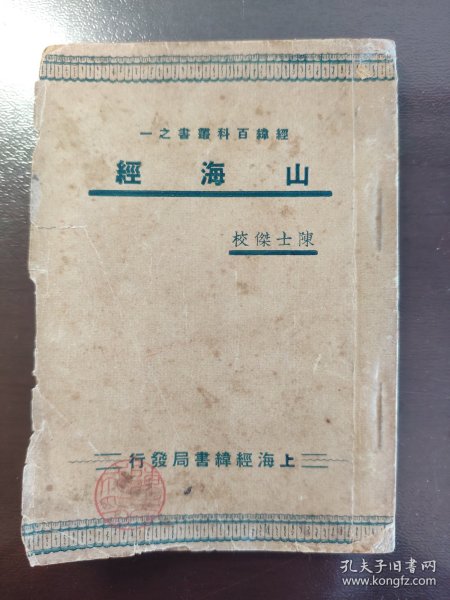 經緯百科叢書之一
山海經
陳士傑校
上海經緯書局發行
孔夫子旧书网
www.kongfz.com